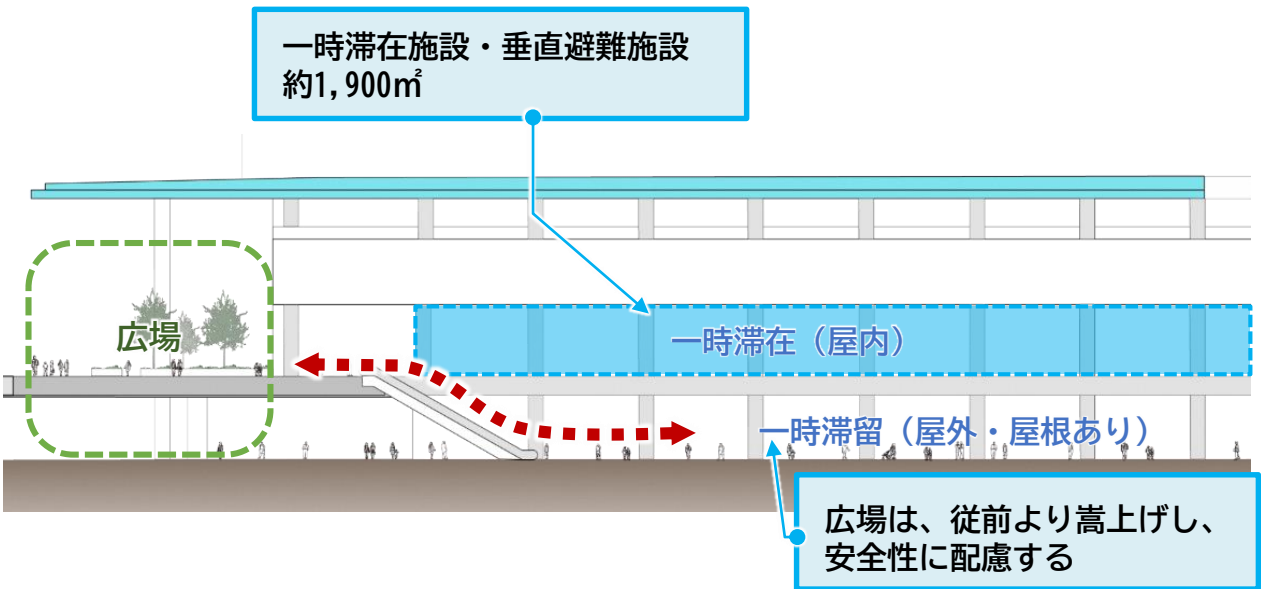 一時滞在施設・垂直避難施設
約1,900㎡
広場
一時滞在（屋内）
一時滞留（屋外・屋根あり）
広場は、従前より嵩上げし、
安全性に配慮する